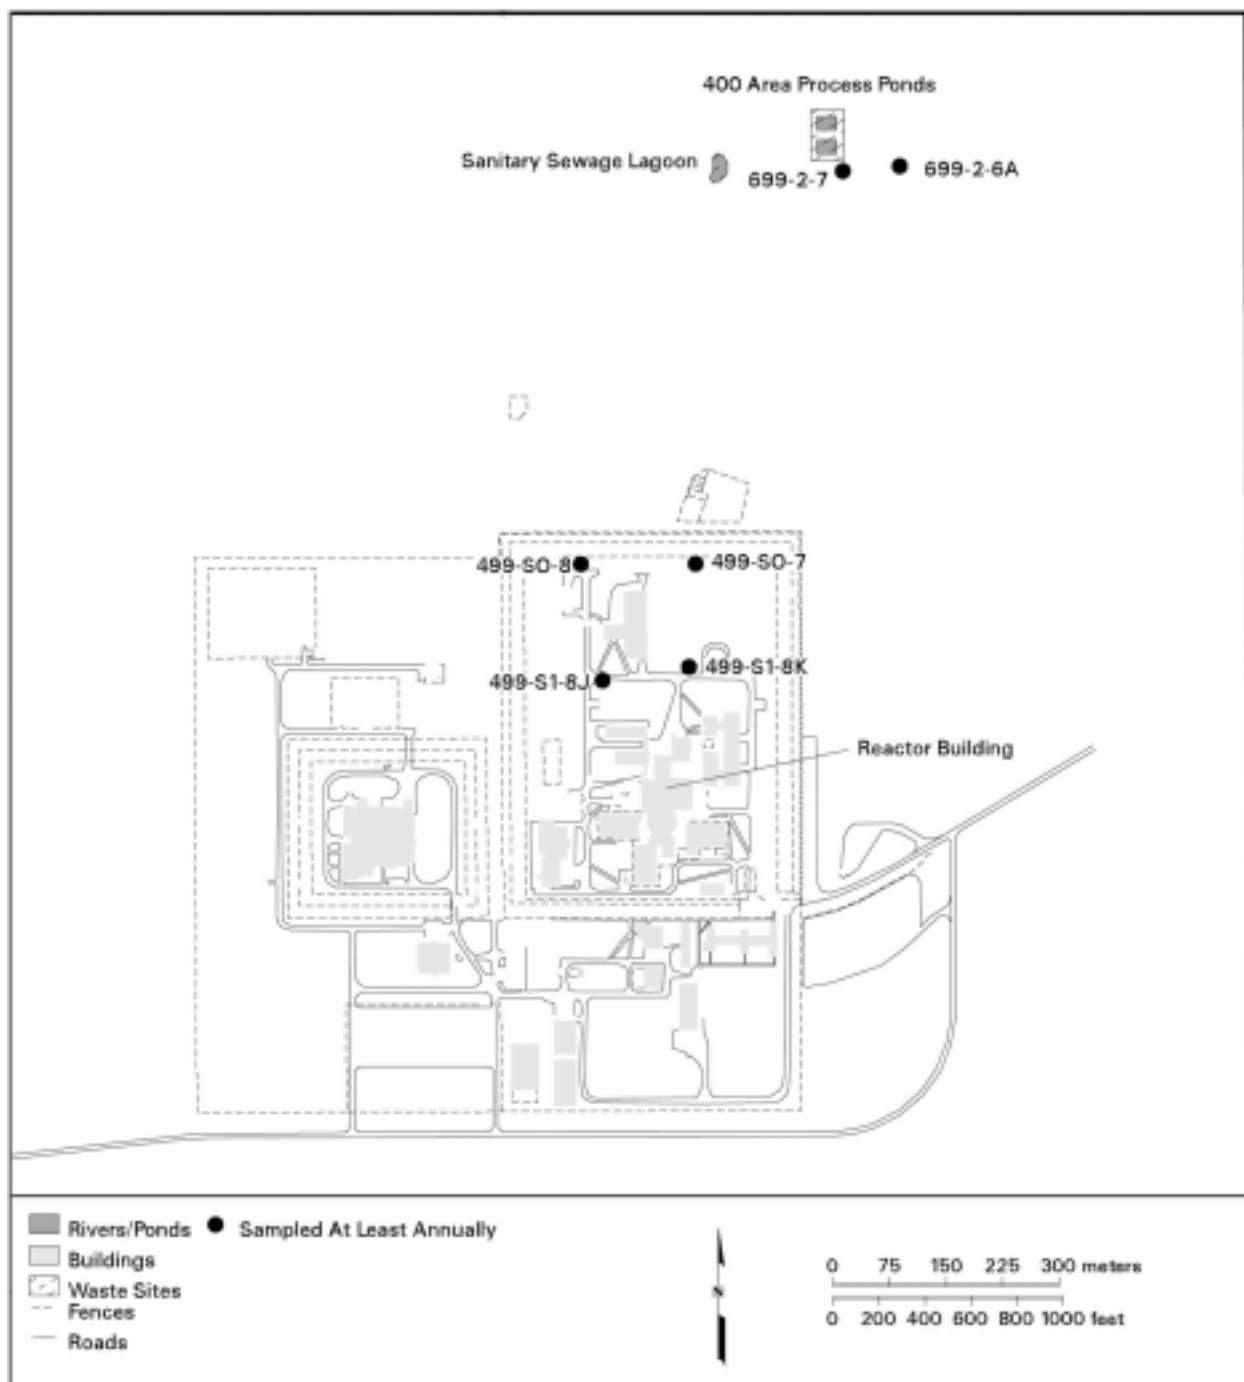 400 Area Process Ponds
Sanitary Sewage Lagoon
699-2-7
699-2-6A
499-SO-8
499-SO-7
499-S1-8K
499-S1-8J
Reactor Building
Rivers/Ponds
Sampled At Least Annually
Buildings
Waste Sites
Fences
Roads
N
0 75 150 225 300 meters
0 200 400 600 800 1000 feet